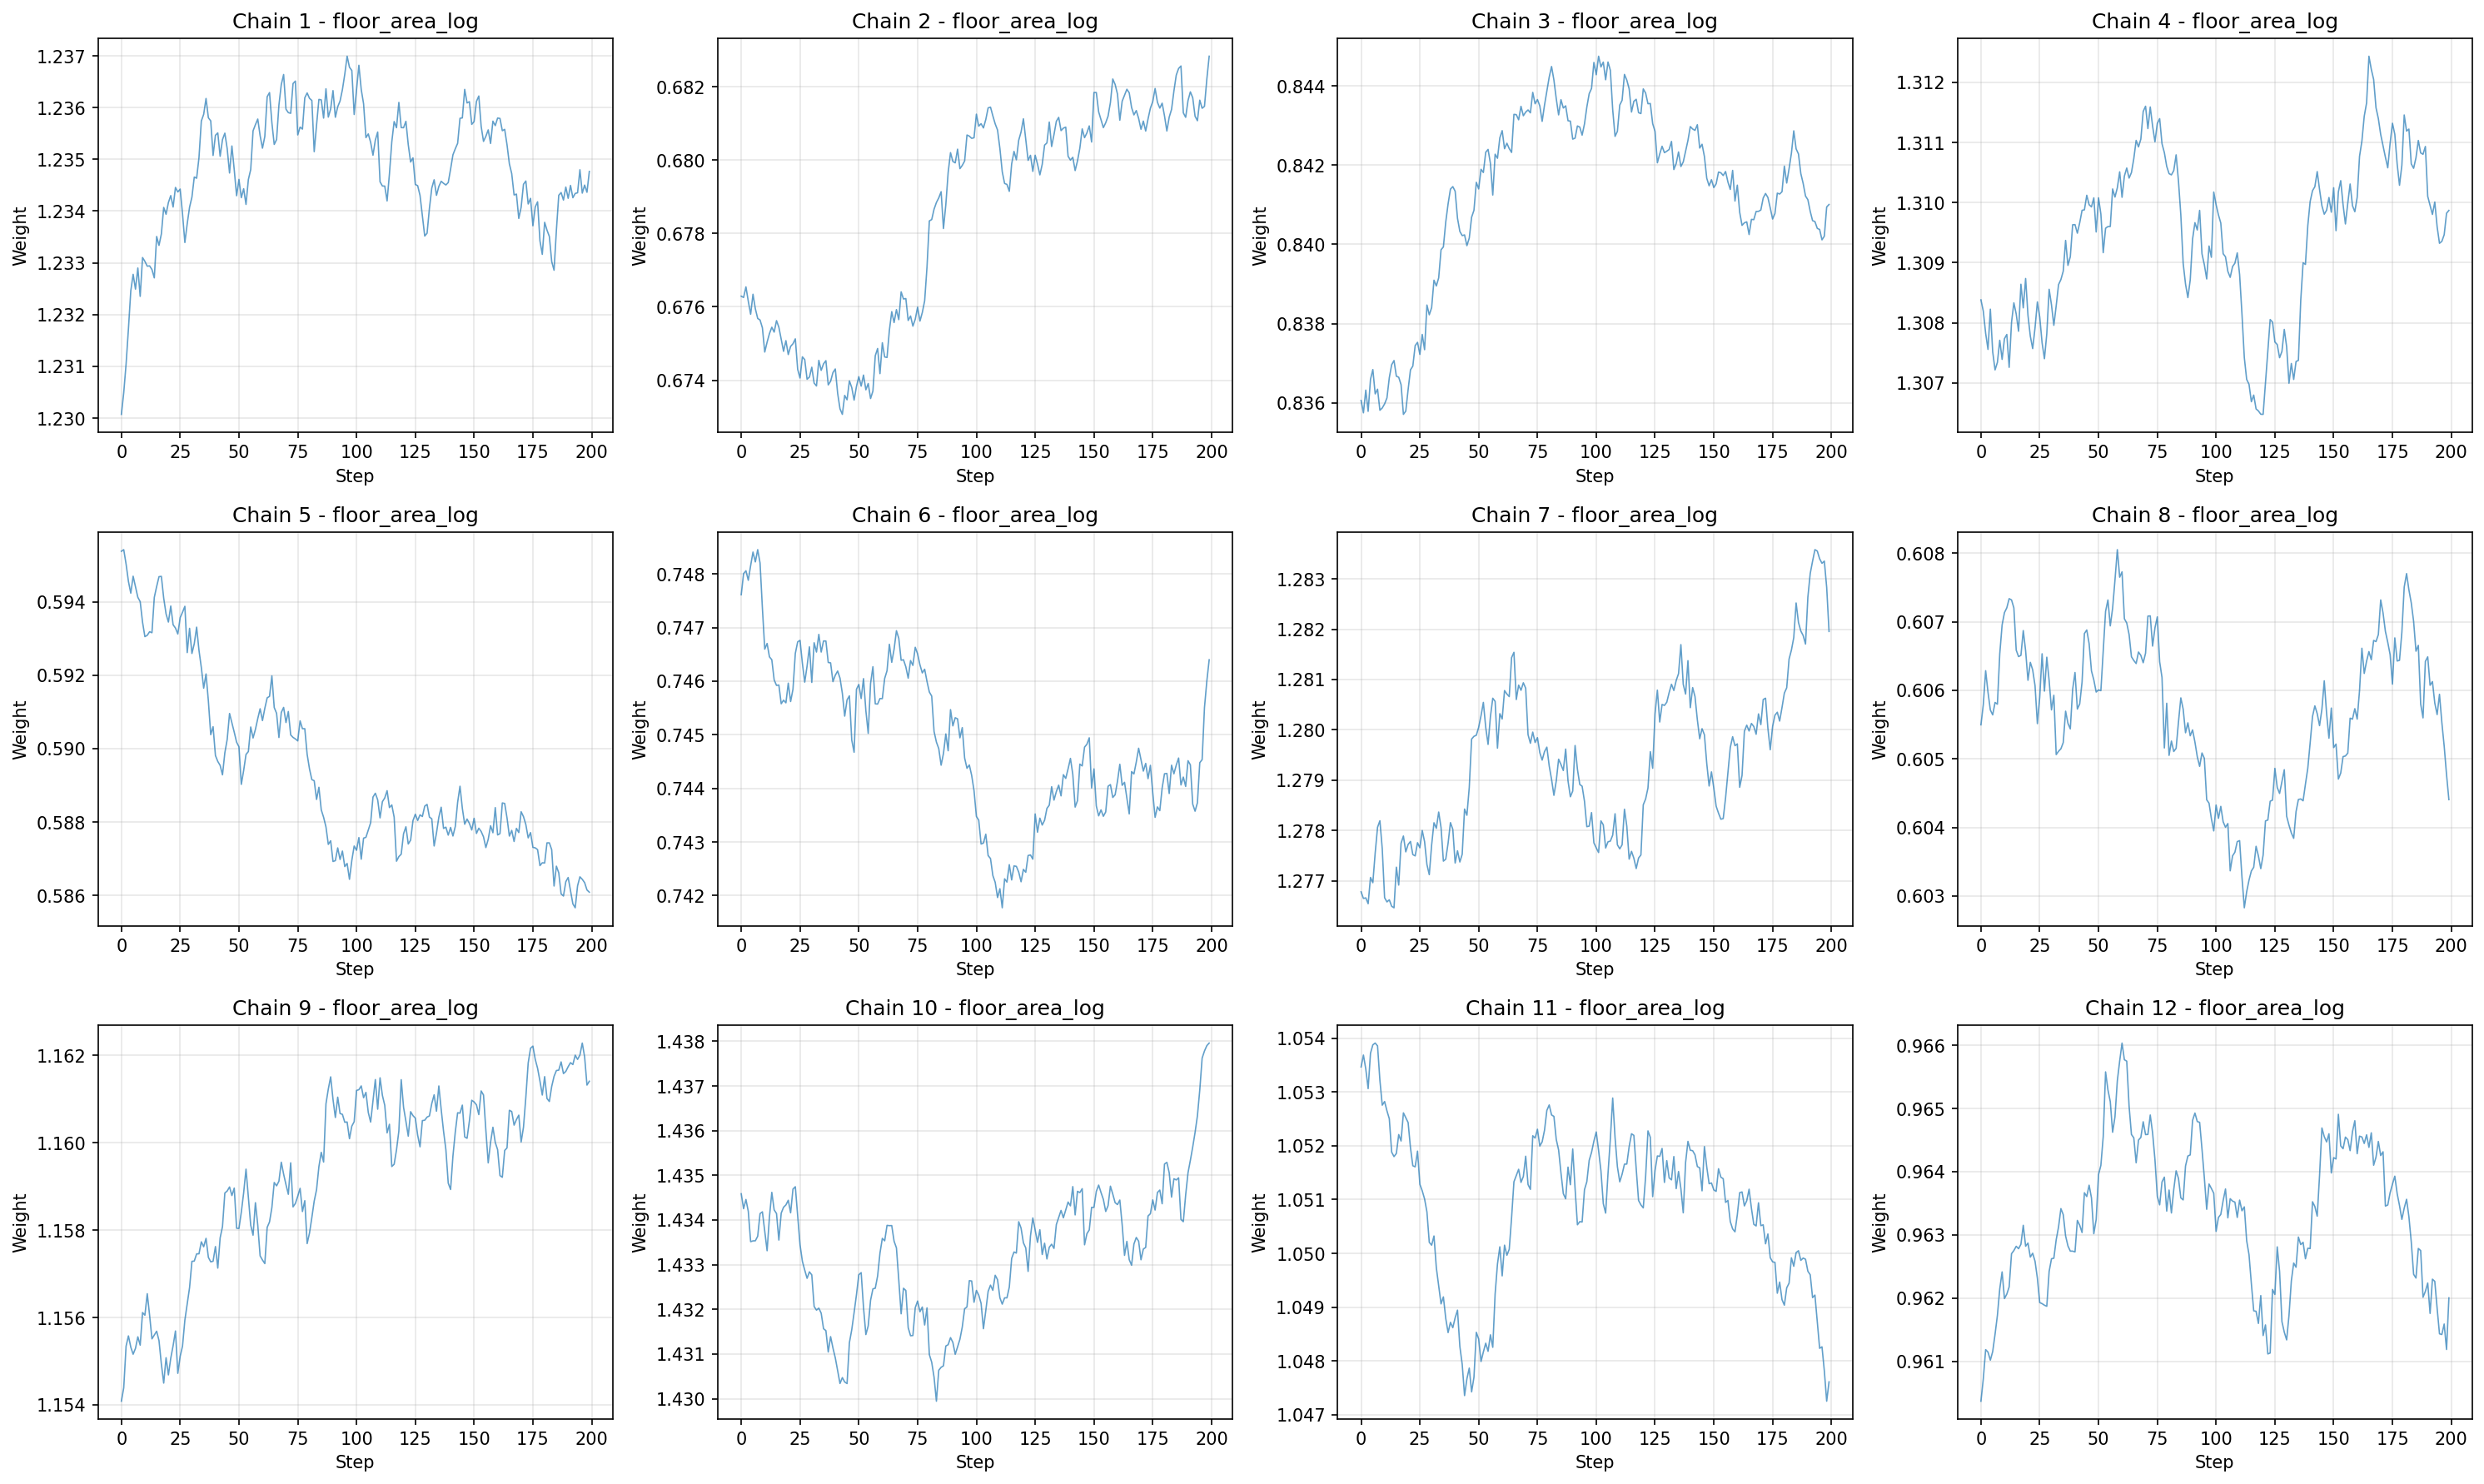 Chain 1 - floor_area_log
Weight
1.237
1.236
1.235
1.234
1.233
1.232
1.231
1.230
0 25 50 75 100 125 150 175 200
Step
Chain 2 - floor_area_log
Weight
0.682
0.680
0.678
0.676
0.674
0 25 50 75 100 125 150 175 200
Step
Chain 3 - floor_area_log
Weight
0.844
0.842
0.840
0.838
0.836
0 25 50 75 100 125 150 175 200
Step
Chain 4 - floor_area_log
Weight
1.312
1.311
1.310
1.309
1.308
1.307
0 25 50 75 100 125 150 175 200
Step
Chain 5 - floor_area_log
Weight
0.594
0.592
0.590
0.588
0.586
0 25 50 75 100 125 150 175 200
Step
Chain 6 - floor_area_log
Weight
0.748
0.747
0.746
0.745
0.744
0.743
0.742
0 25 50 75 100 125 150 175 200
Step
Chain 7 - floor_area_log
Weight
1.283
1.282
1.281
1.280
1.279
1.278
1.277
0 25 50 75 100 125 150 175 200
Step
Chain 8 - floor_area_log
Weight
0.608
0.607
0.606
0.605
0.604
0.603
0 25 50 75 100 125 150 175 200
Step
Chain 9 - floor_area_log
Weight
1.162
1.160
1.158
1.156
1.154
0 25 50 75 100 125 150 175 200
Step
Chain 10 - floor_area_log
Weight
1.438
1.437
1.436
1.435
1.434
1.433
1.432
1.431
1.430
0 25 50 75 100 125 150 175 200
Step
Chain 11 - floor_area_log
Weight
1.054
1.053
1.052
1.051
1.050
1.049
1.048
1.047
0 25 50 75 100 125 150 175 200
Step
Chain 12 - floor_area_log
Weight
0.966
0.965
0.964
0.963
0.962
0.961
0 25 50 75 100 125 150 175 200
Step